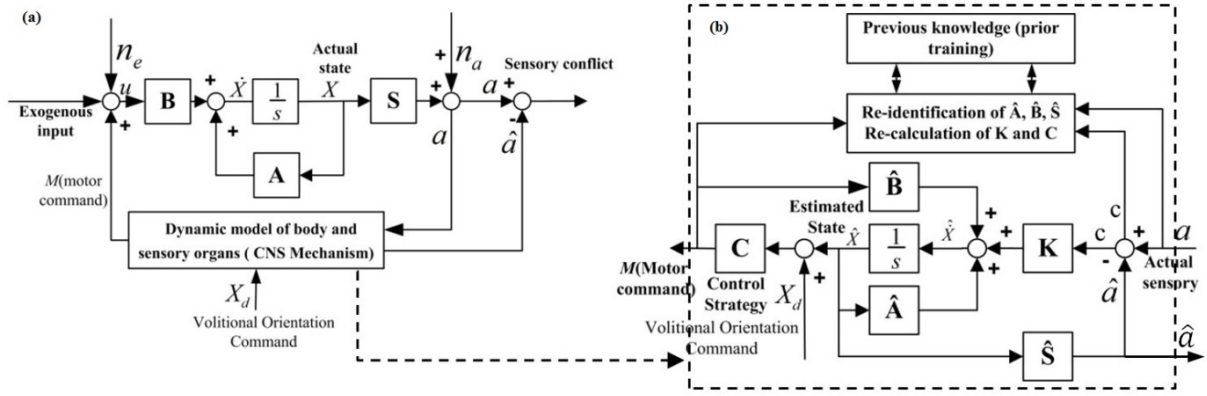 (a)
n_e
Exogenous
input
u
B
+
+
Ẋ
1
s
Actual
state
X
S
+
+
n_a
a
+
Sensory conflict
-
â
a
A
+
M(motor
command)
Dynamic model of body and
sensory organs ( CNS Mechanism)
X_d
Volitional Orientation
Command
(b)
Previous knowledge (prior
training)
Re-identification of Â, B̂, Ŝ
Re-calculation of K and C
B̂
Estimated
State
X̂
1
s
X̂̇
+
+
+
K
c
c
+
-
a
Actual
sensory
â
C
M(Motor
command)
Control
Strategy
X_d
+
Volitional Orientation
Command
Â
Ŝ
â